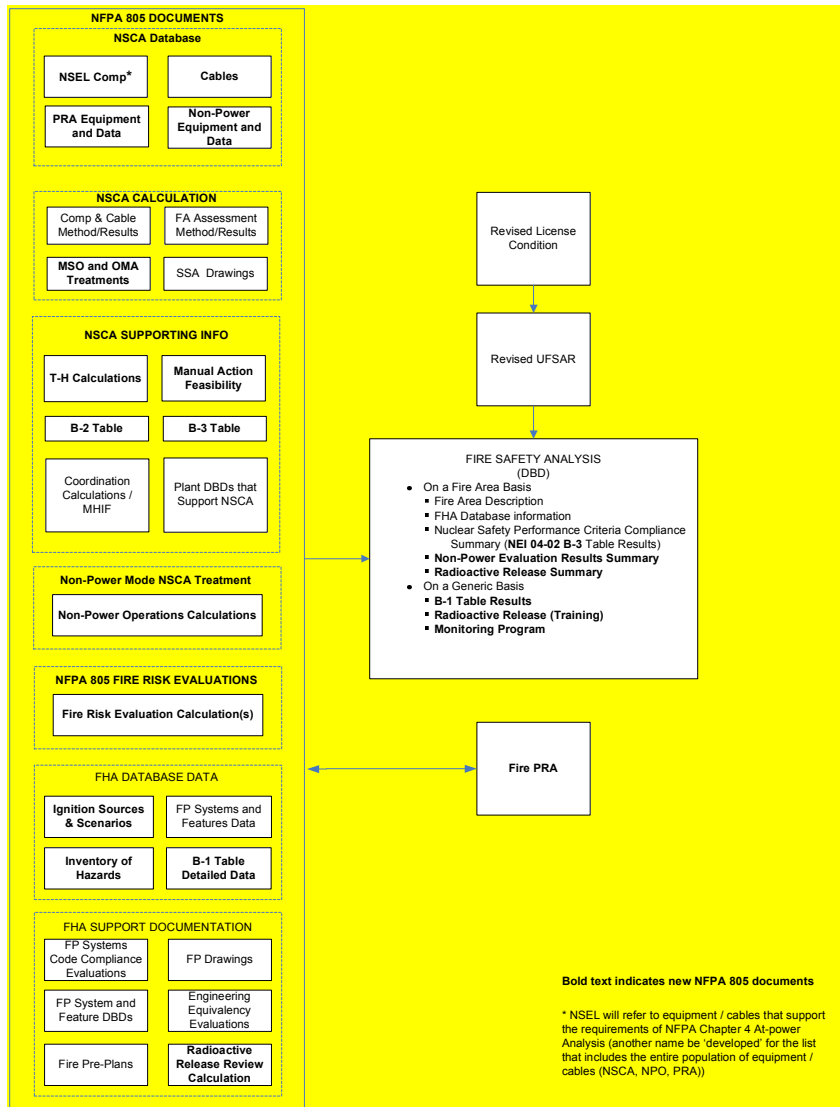 NFPA 805 DOCUMENTS
NSCA Database
NSEL Comp*
Cables
PRA Equipment
and Data
Non-Power
Equipment and
Data
NSCA CALCULATION
Comp & Cable
Method/Results
FA Assessment
Method/Results
MSO and OMA
Treatments
SSA Drawings
NSCA SUPPORTING INFO
T-H Calculations
Manual Action
Feasibility
B-2 Table
B-3 Table
Coordination
Calculations /
MHIF
Plant DBDs that
Support NSCA
Non-Power Mode NSCA Treatment
Non-Power Operations Calculations
NFPA 805 FIRE RISK EVALUATIONS
Fire Risk Evaluation Calculation(s)
FHA DATABASE DATA
Ignition Sources
& Scenarios
FP Systems and
Features Data
Inventory of
Hazards
B-1 Table
Detailed Data
FHA SUPPORT DOCUMENTATION
FP Systems
Code Compliance
Evaluations
FP Drawings
FP System and
Feature DBDs
Engineering
Equivalency
Evaluations
Fire Pre-Plans
Radioactive
Release Review
Calculation
Revised License
Condition
Revised UFSAR
FIRE SAFETY ANALYSIS
(DBD)
● On a Fire Area Basis
▪ Fire Area Description
▪ FHA Database information
▪ Nuclear Safety Performance Criteria Compliance
Summary (NEI 04-02 B-3 Table Results)
▪ Non-Power Evaluation Results Summary
▪ Radioactive Release Summary
● On a Generic Basis
▪ B-1 Table Results
▪ Radioactive Release (Training)
▪ Monitoring Program
Fire PRA
Bold text indicates new NFPA 805 documents
* NSEL will refer to equipment / cables that support
the requirements of NFPA Chapter 4 At-power
Analysis (another name be 'developed' for the list
that includes the entire population of equipment /
cables (NSCA, NPO, PRA))